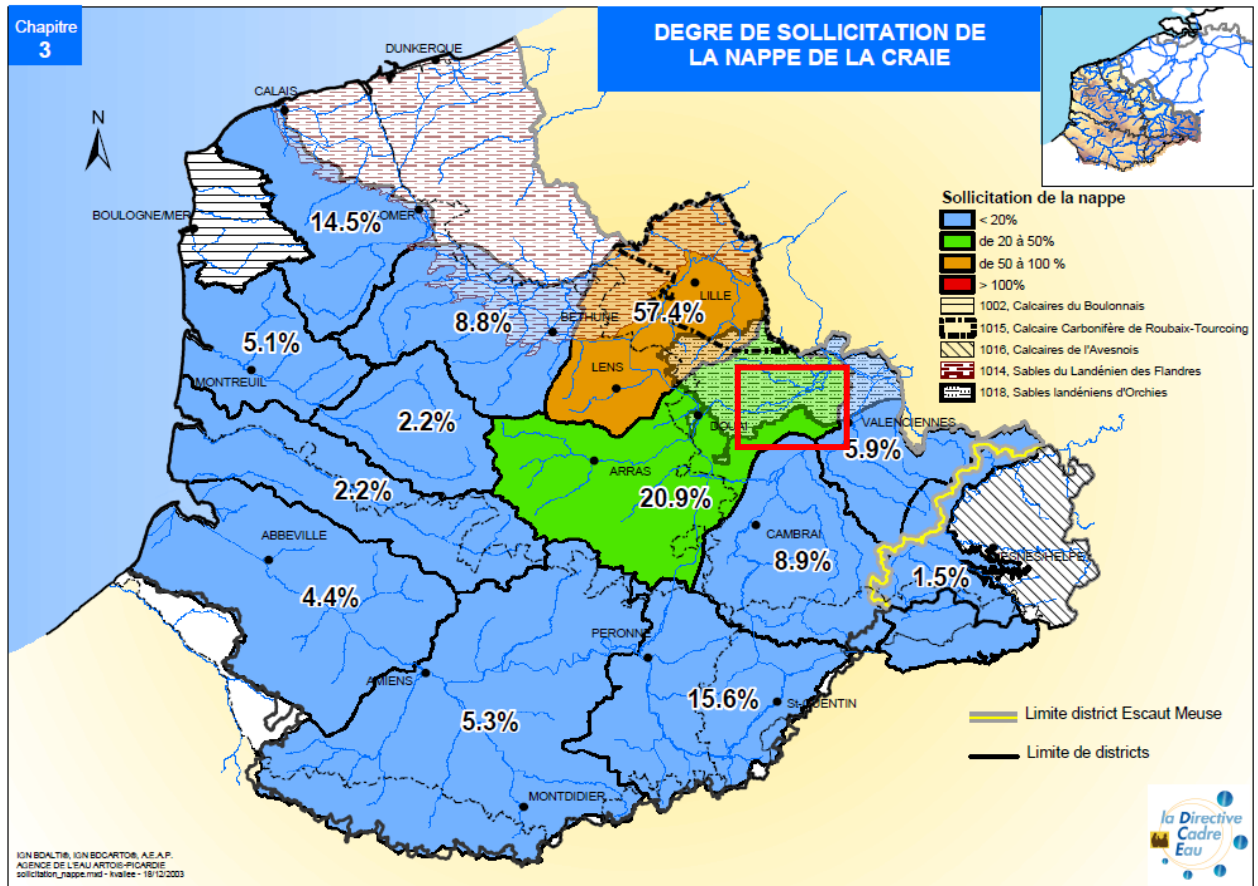 Chapitre
3
DEGRE DE SOLLICITATION DE
LA NAPPE DE LA CRAIE
DUNKERQUE
CALAIS
N
BOULOGNE/MER
OMER
14.5%
Sollicitation de la nappe
< 20%
de 20 à 50%
de 50 à 100 %
> 100%
1002, Calcaires du Boulonnais
1015, Calcaire Carbonifère de Roubaix-Tourcoing
1016, Calcaires de l'Avesnois
1014, Sables du Landénien des Flandres
1018, Sables landéniens d'Orchies
LILLE
57.4%
8.8%
BETHUNE
5.1%
MONTREUIL
LENS
2.2%
DOUAI
VALENCIENNES
5.9%
ARRAS
2.2%
20.9%
ABBEVILLE
CAMBRAI
8.9%
ESNES/HELPE
1.5%
4.4%
PERONNE
AMIENS
15.6%
St-QUENTIN
5.3%
Limite district Escaut Meuse
Limite de districts
MONTDIDIER
la Directive
Cadre
Eau
IGN BDALTI®, IGN BDCARTO®, A.E.A.P.
AGENCE DE L'EAU ARTOIS-PICARDIE
sollicitation_nappe.mxd - kvallee - 18/12/2003